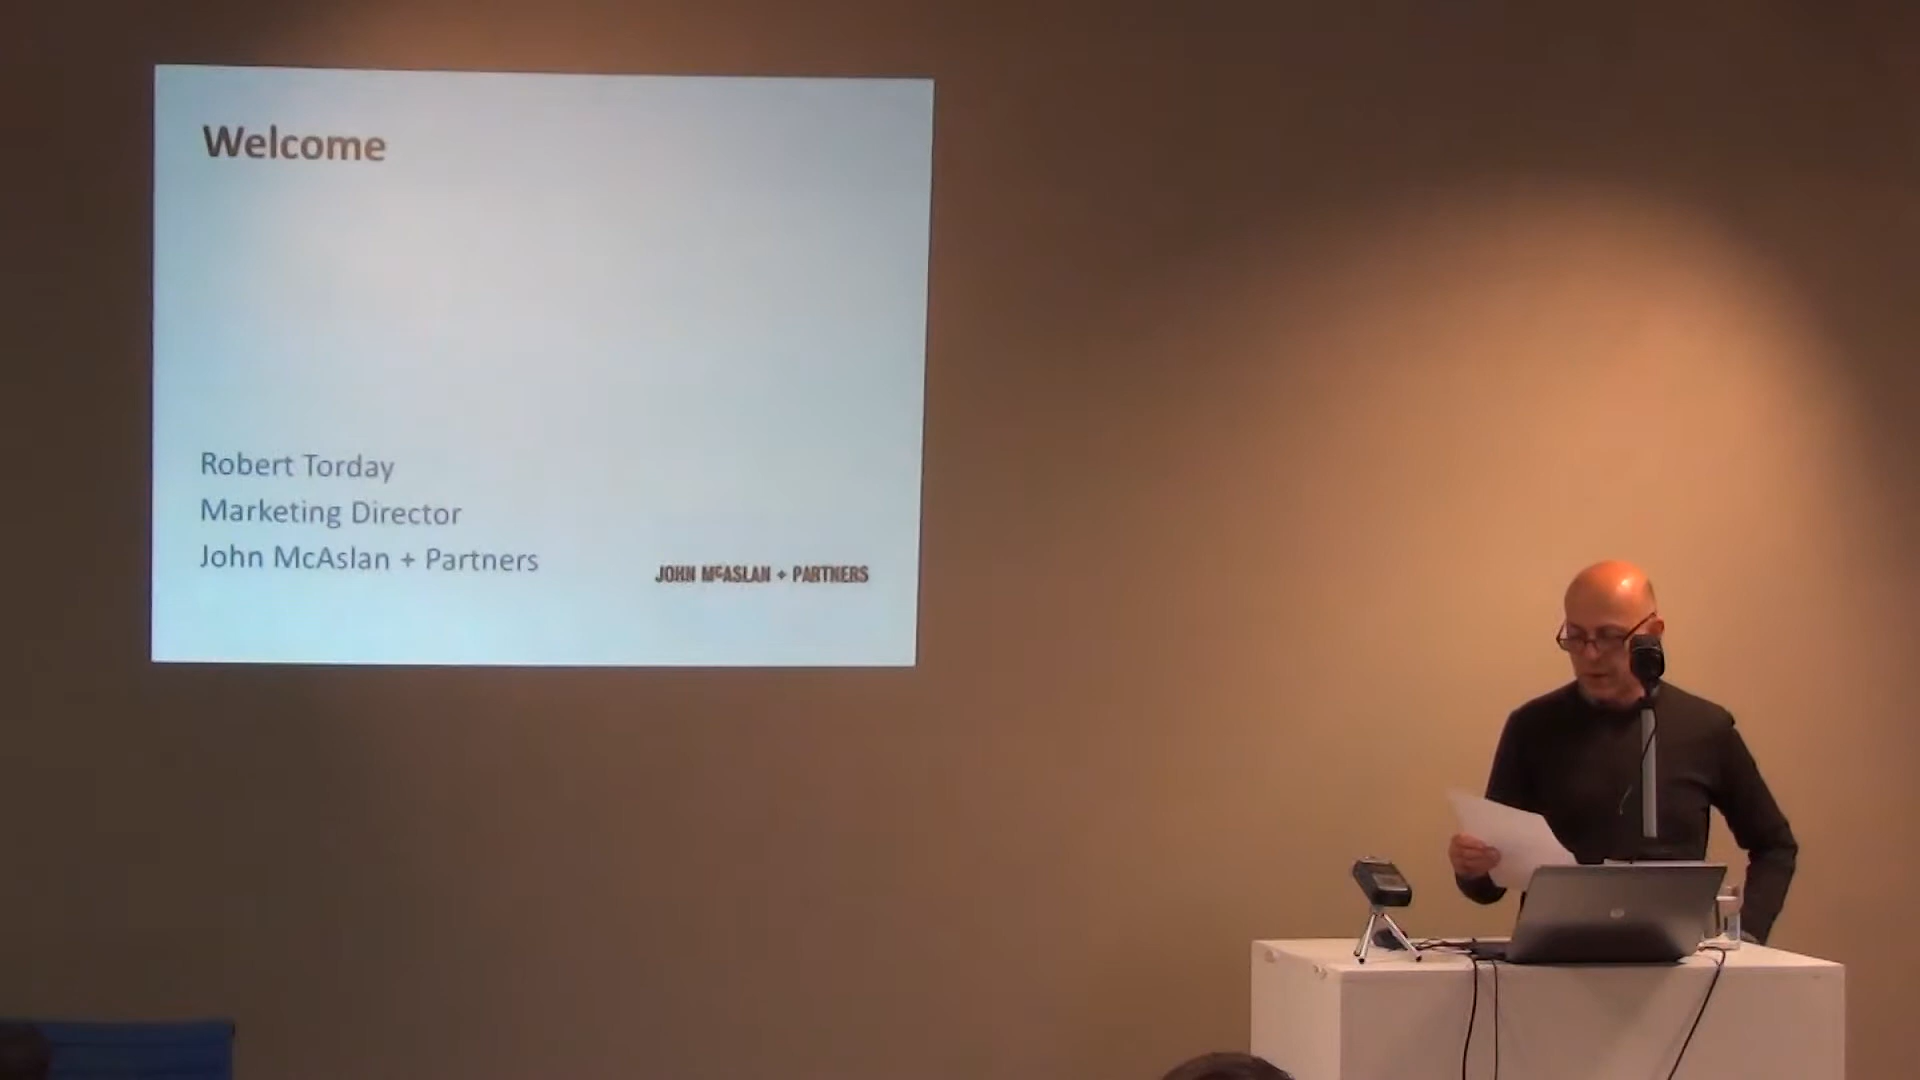 Welcome
Robert Torday
Marketing Director
John McAslan + Partners
JOHN McASLAN + PARTNERS